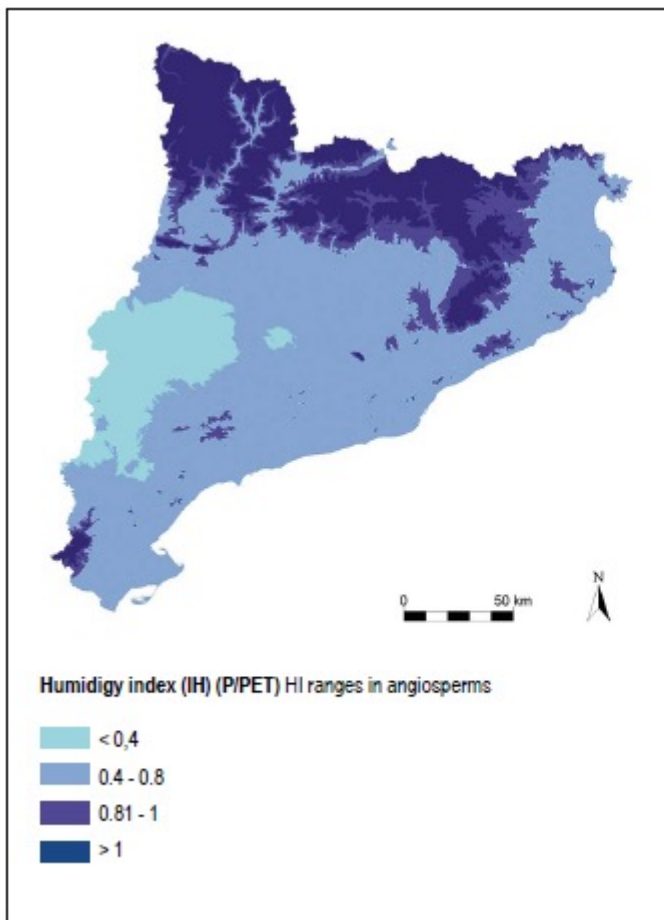 0 50 km
N
Humidigy index (IH) (P/PET) HI ranges in angiosperms
< 0,4
0.4 - 0.8
0.81 - 1
> 1